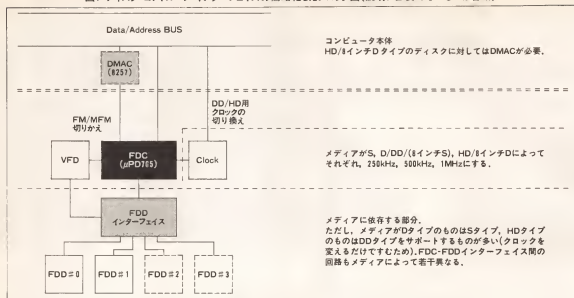 Data/Address BUS
DMAC
(8257)
コンピュータ本体
HD/8インチDタイプのディスクに対してはDMACが必要.
FM/MFM
切りかえ
DD/HD用
クロックの
切り換え
VFD
FDC
(μPD765)
Clock
メディアがS, D/DD/(8インチS), HD/8インチDによって
それぞれ, 250kHz, 500kHz, 1MHzにする.
FDD
インターフェイス
メディアに依存する部分.
ただし, メディアがDタイプのものはSタイプ, HDタイプ
のものはDDタイプをサポートするものが多い(クロックを
変えるだけですむため). FDC-FDDインターフェイス間の
回路もメディアによって若干異なる.
FDD#0
FDD#1
FDD#2
FDD#3